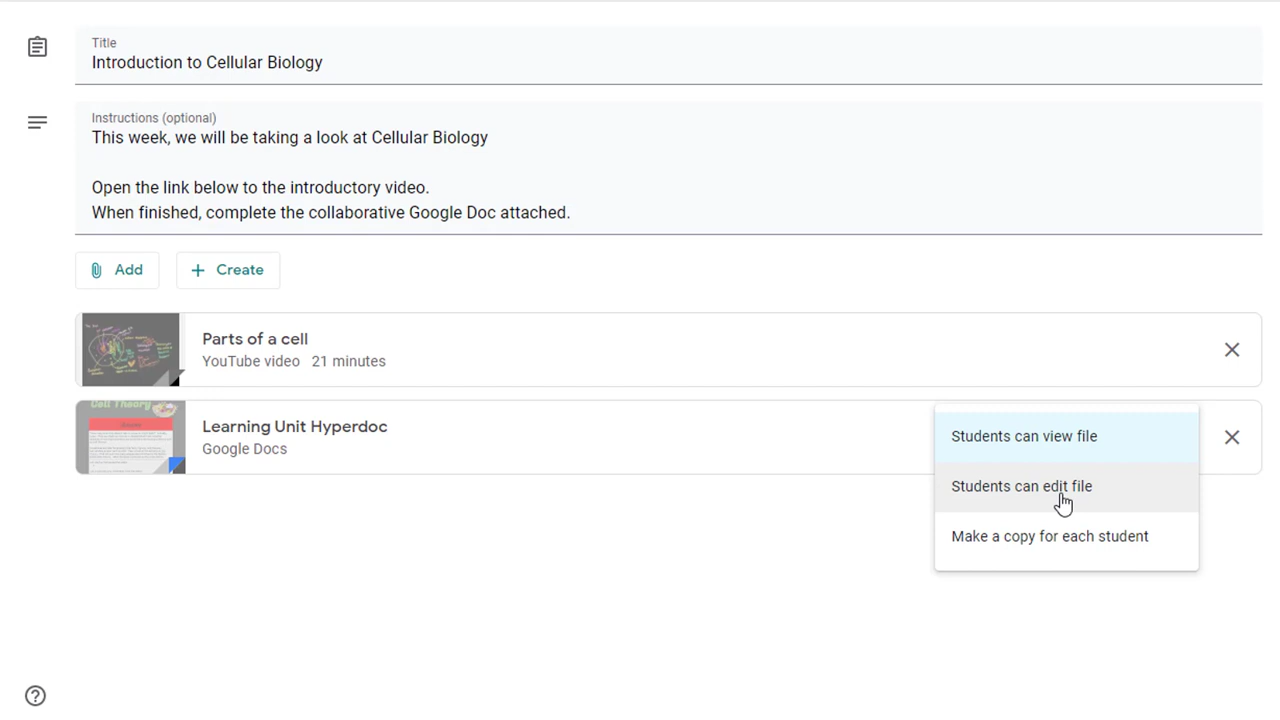 Title
Introduction to Cellular Biology
Instructions (optional)
This week, we will be taking a look at Cellular Biology
Open the link below to the introductory video.
When finished, complete the collaborative Google Doc attached.
Add
Create
Parts of a cell
YouTube video 21 minutes
Cell Theory
Learning Unit Hyperdoc
Google Docs
Students can view file
Students can edit file
Make a copy for each student